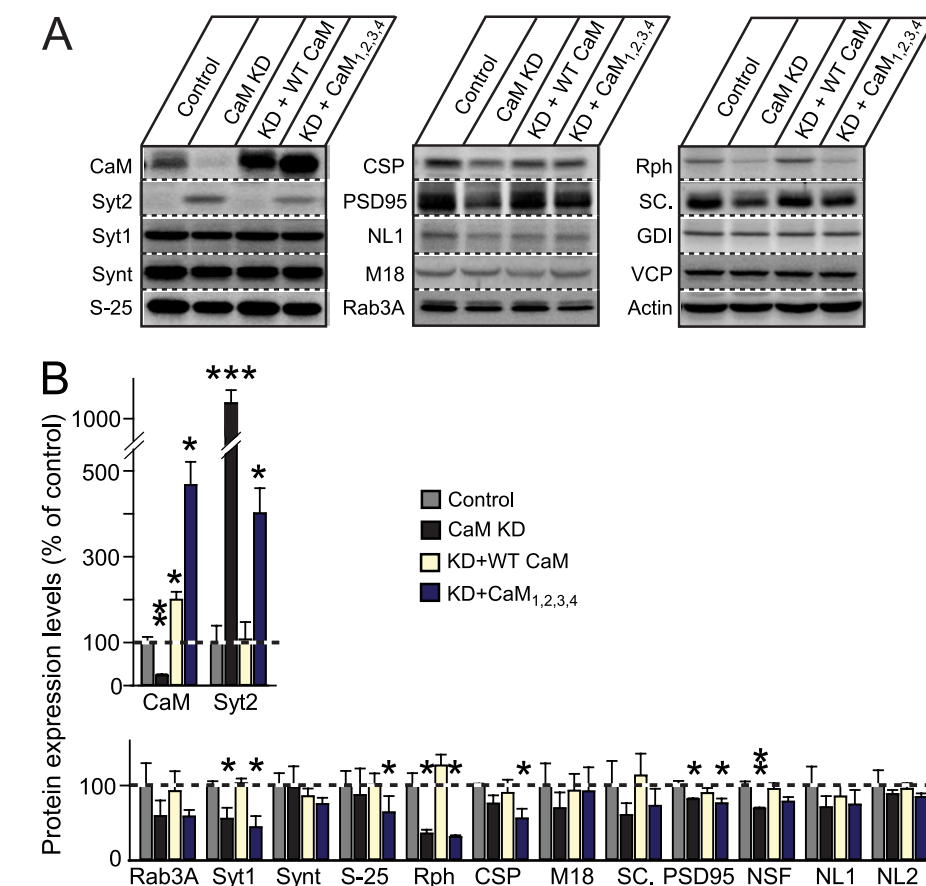 A
Control
CaM KD
KD + WT CaM
KD + CaM1,2,3,4
CaM
Syt2
Syt1
Synt
S-25
Control
CaM KD
KD + WT CaM
KD + CaM1,2,3,4
CSP
PSD95
NL1
M18
Rab3A
Control
CaM KD
KD + WT CaM
KD + CaM1,2,3,4
Rph
SC.
GDI
VCP
Actin
B
Protein expression levels (% of control)
***
1000
500
300
100
0
*
**
*
*
CaM Syt2
Control
CaM KD
KD+WT CaM
KD+CaM1,2,3,4
100
0
* * * * * * * * **
Rab3A Syt1 Synt S-25 Rph CSP M18 SC. PSD95 NSF NL1 NL2